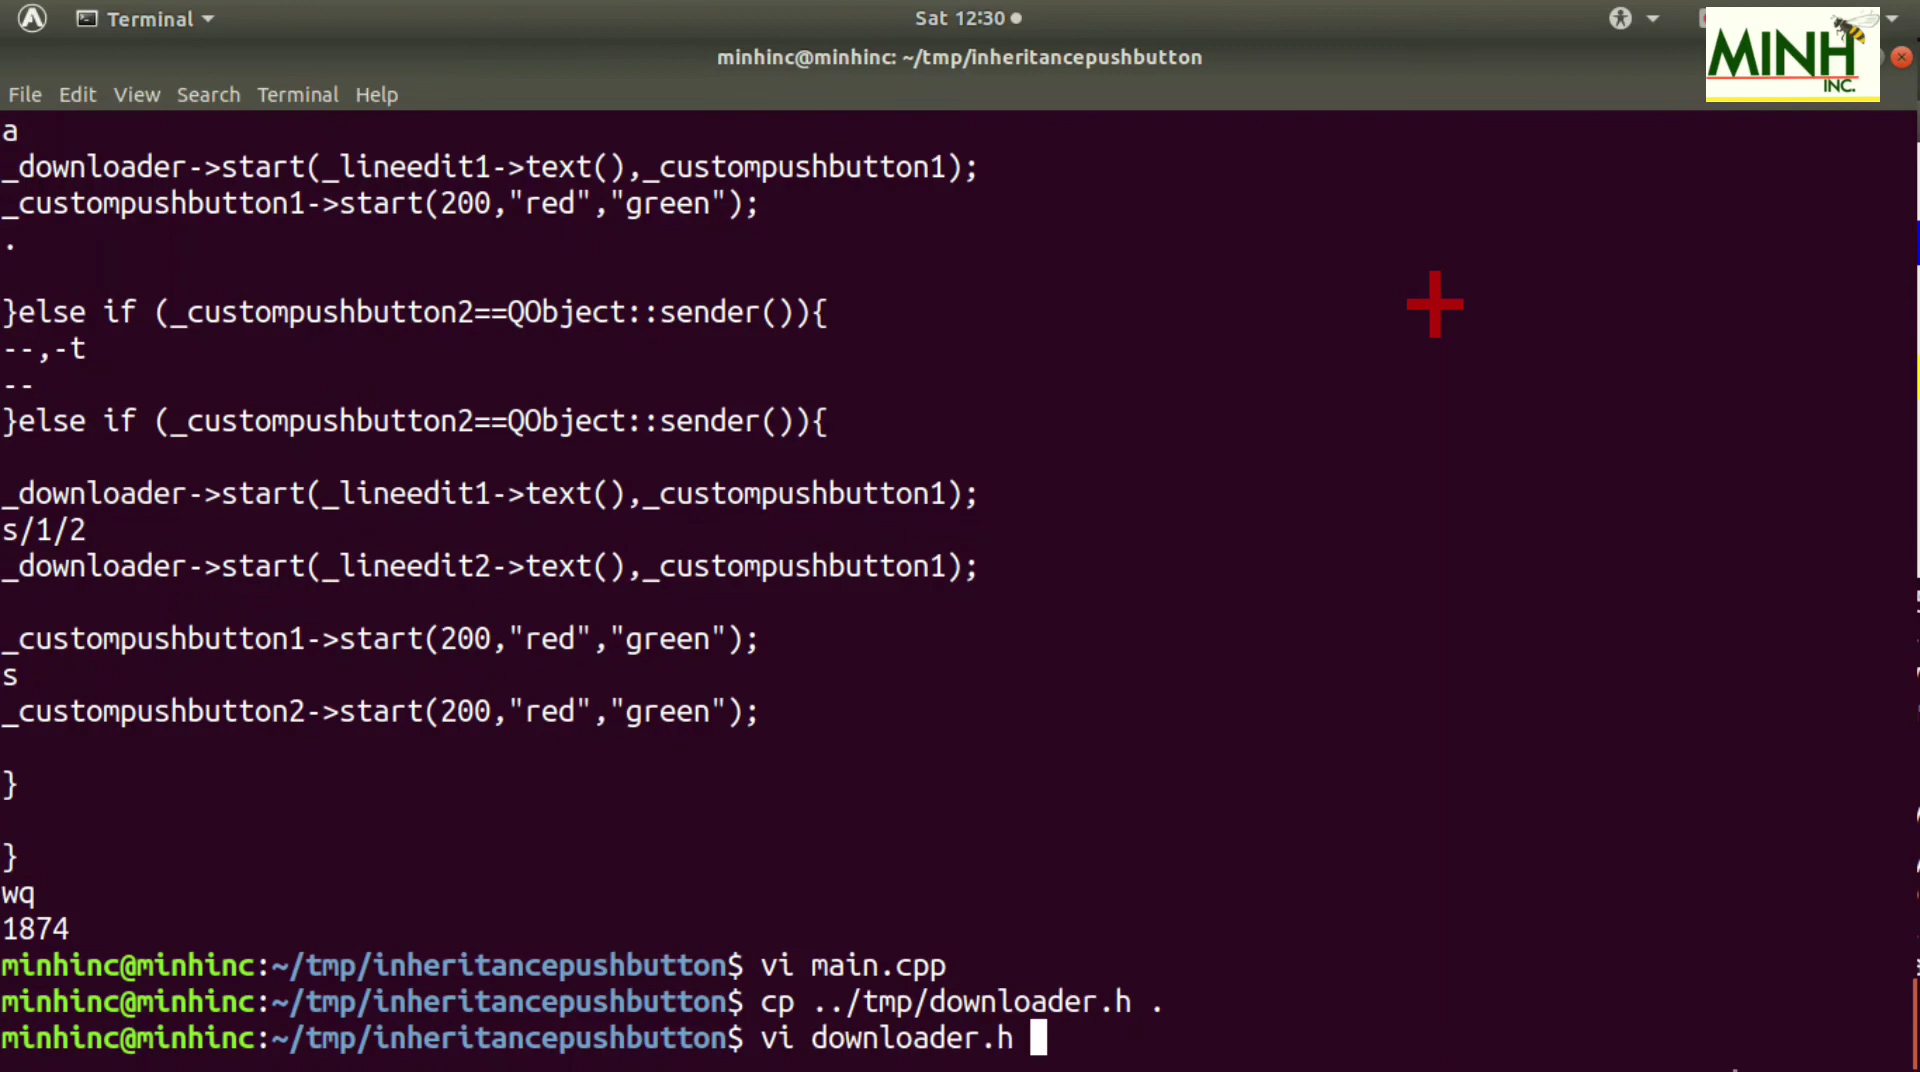 Terminal
Sat 12:30
minhinc@minhinc: ~/tmp/inheritancepushbutton
MINH
INC.
File Edit View Search Terminal Help
a
_downloader->start(_lineedit1->text(),_custompushbutton1);
_custompushbutton1->start(200,"red","green");
.
}else if (_custompushbutton2==QObject::sender()){
--,-t
--
}else if (_custompushbutton2==QObject::sender()){
_downloader->start(_lineedit1->text(),_custompushbutton1);
s/1/2
_downloader->start(_lineedit2->text(),_custompushbutton1);
_custompushbutton1->start(200,"red","green");
s
_custompushbutton2->start(200,"red","green");
}
}
wq
1874
minhinc@minhinc:~/tmp/inheritancepushbutton$ vi main.cpp
minhinc@minhinc:~/tmp/inheritancepushbutton$ cp ../tmp/downloader.h .
minhinc@minhinc:~/tmp/inheritancepushbutton$ vi downloader.h